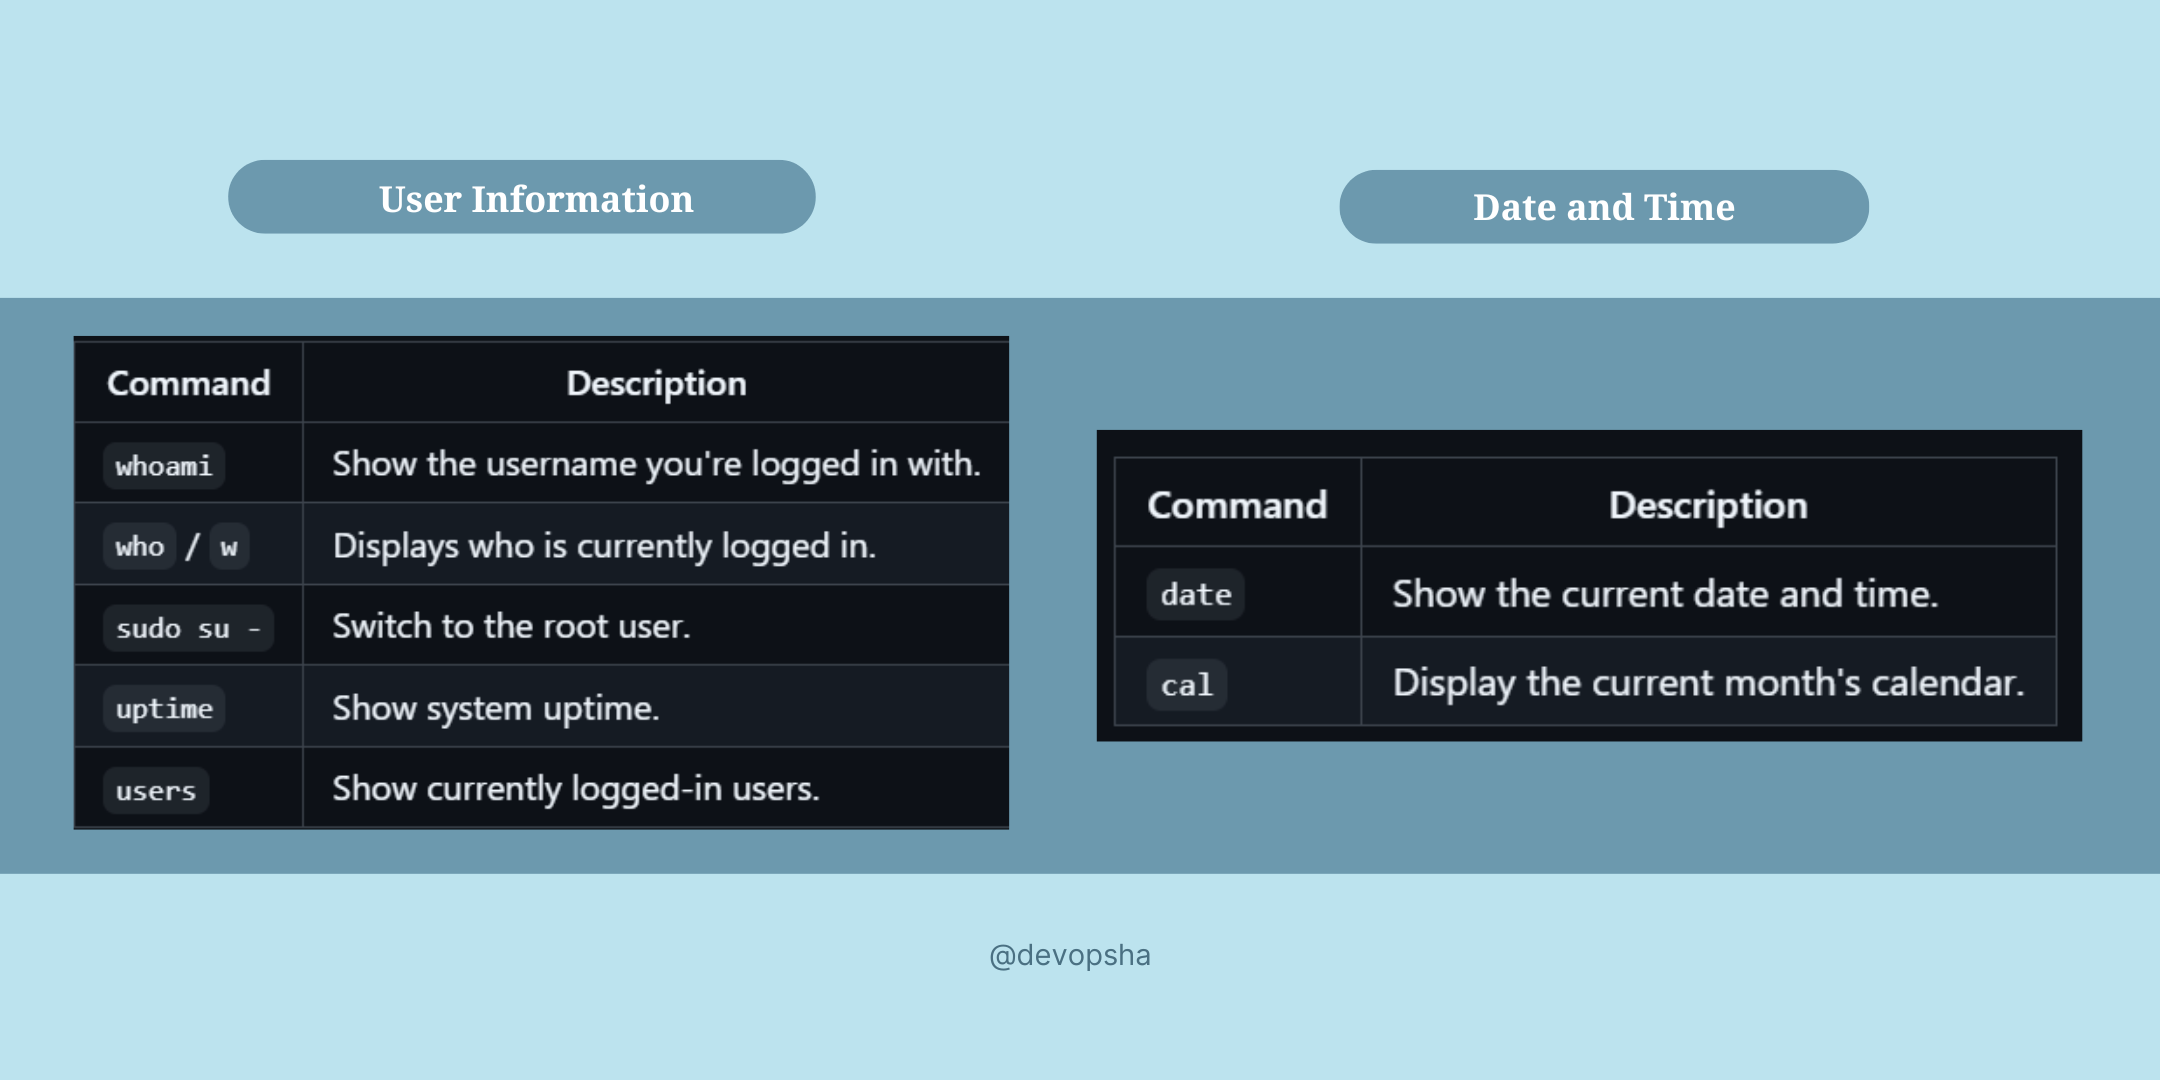 User Information
Command Description
whoami Show the username you're logged in with.
who / w Displays who is currently logged in.
sudo su - Switch to the root user.
uptime Show system uptime.
users Show currently logged-in users.
Date and Time
Command Description
date Show the current date and time.
cal Display the current month's calendar.
@devopsha